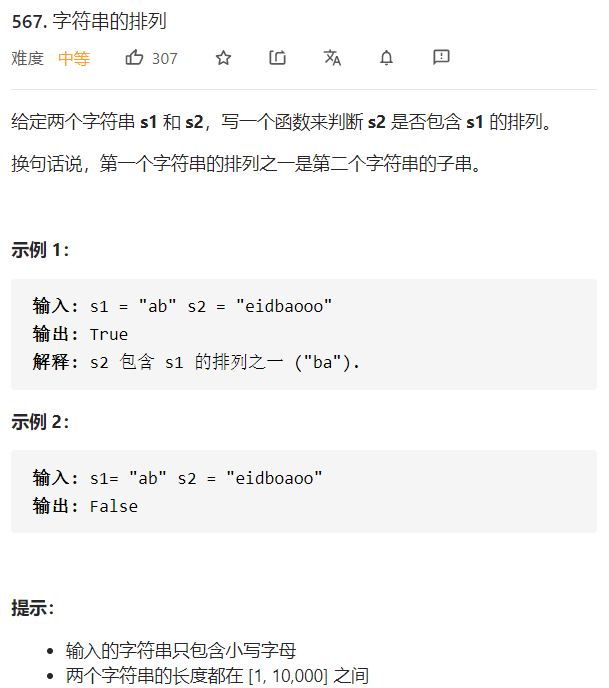 567. 字符串的排列
难度 中等 307
给定两个字符串 s1 和 s2，写一个函数来判断 s2 是否包含 s1 的排列。
换句话说，第一个字符串的排列之一是第二个字符串的子串。
示例 1：
输入: s1 = "ab" s2 = "eidbaooo"
输出: True
解释: s2 包含 s1 的排列之一 ("ba").
示例 2：
输入: s1= "ab" s2 = "eidboaoo"
输出: False
提示：
• 输入的字符串只包含小写字母
• 两个字符串的长度都在 [1, 10,000] 之间